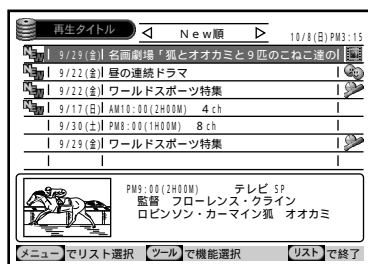 再生タイトル New順 10/8(日)PM3:15
New 9/29(金) 名画劇場「狐とオオカミと9匹のこねこ達の
New 9/22(金) 昼の連続ドラマ
New 9/22(金) ワールドスポーツ特集
New 9/17(日) AM10:00(2H00M) 4ch
9/30(土) PM8:00(1H00M) 8ch
9/29(金) ワールドスポーツ特集
PM9:00(2H00M) テレビ SP
監督 フローレンス・クライン
ロビンソン・カーマイン狐 オオカミ
メニューでリスト選択 ツールで機能選択 リストで終了